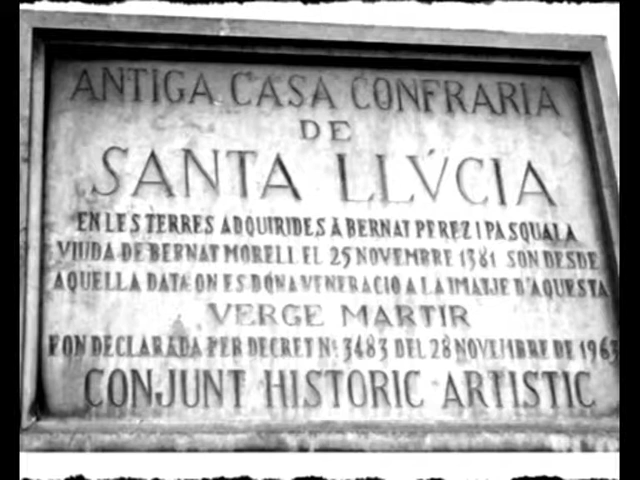 ANTIGA CASA CONFRARIA
DE
SANTA LLÚCIA
EN LES TERRES ADQUIRIDES A BERNAT PEREZ I PASQUALA
VIUDA DE BERNAT MORELL EL 25 NOVEMBRE 1381 SON DESDE
AQUELLA DATA ON ES DONA VENERACIO A LA IMATJE D'AQUESTA
VERGE MARTIR
FON DECLARADA PER DECRET Nº 3483 DEL 28 NOVEMBRE DE 1963
CONJUNT HISTORIC ARTISTIC